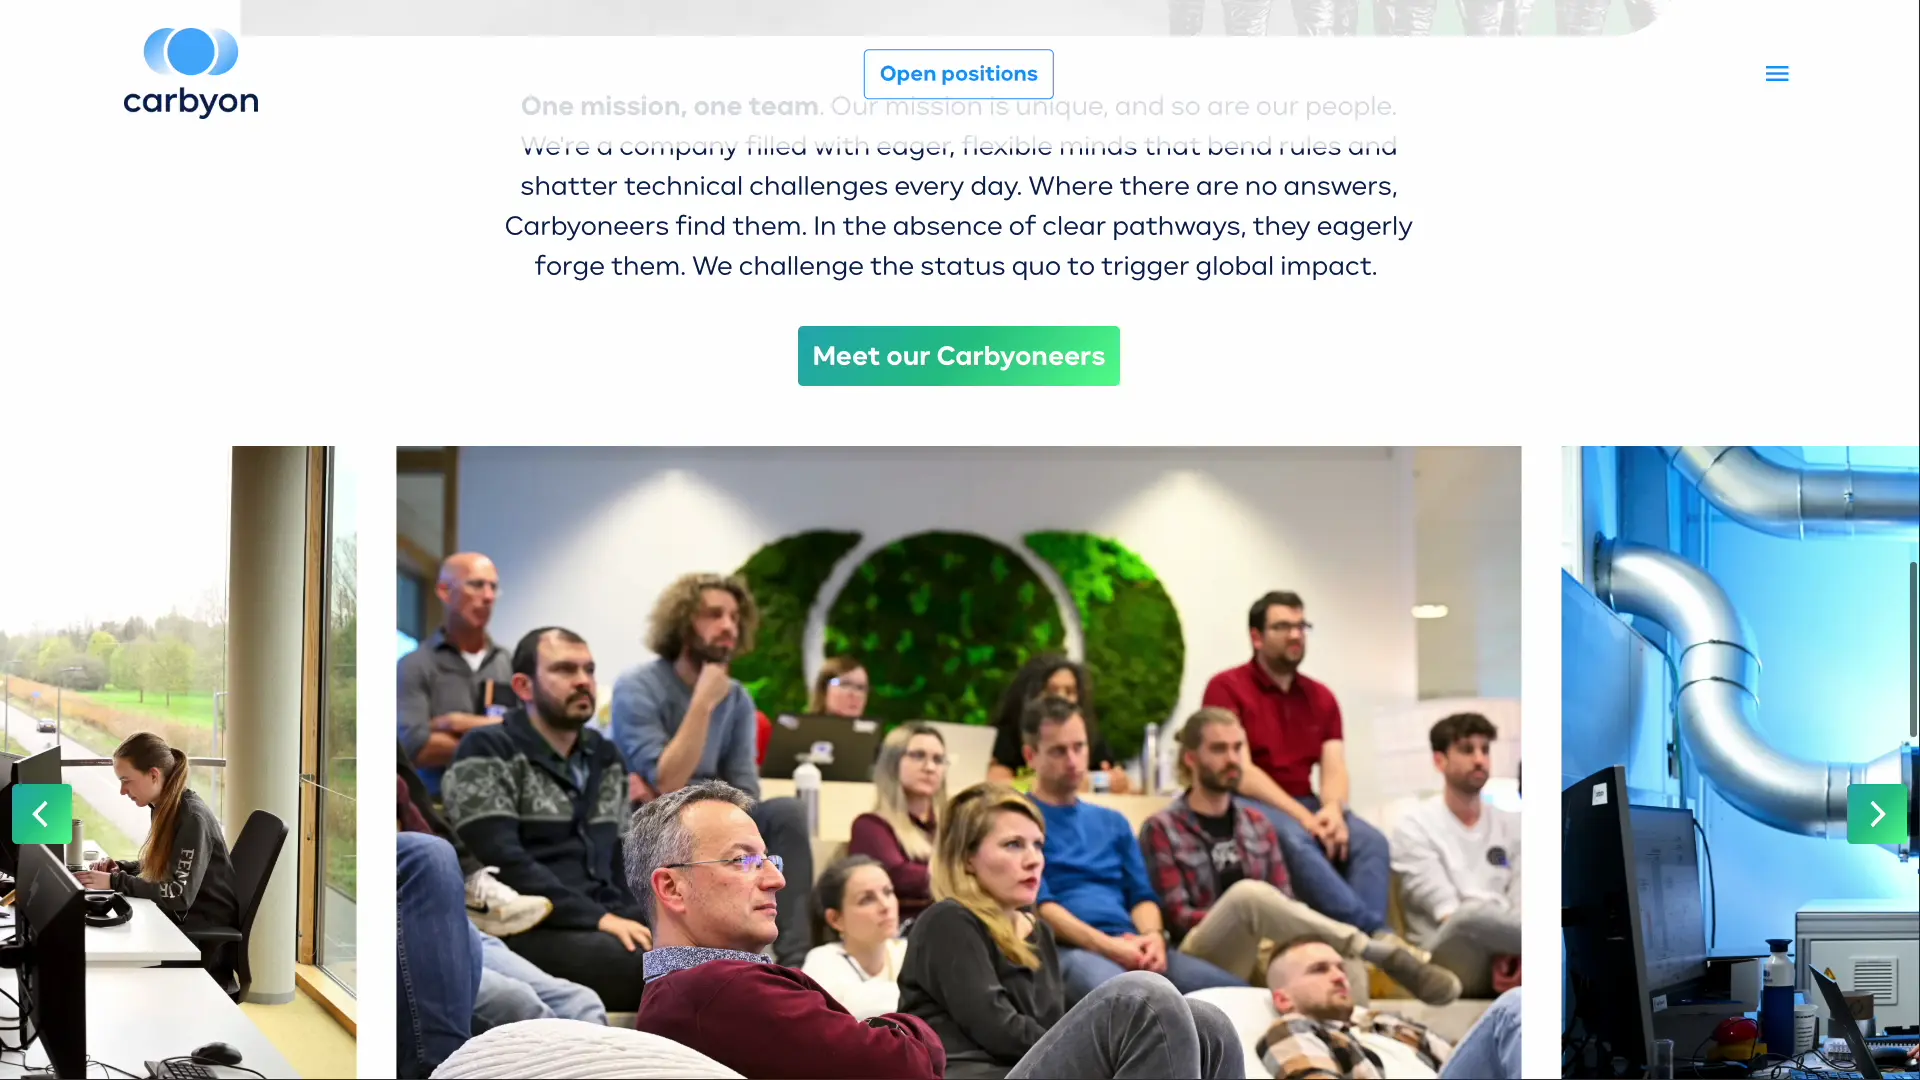 carbyon
Open positions
One mission, one team. Our mission is unique, and so are our people.
We're a company filled with eager, flexible minds that bend rules and
shatter technical challenges every day. Where there are no answers,
Carbyoneers find them. In the absence of clear pathways, they eagerly
forge them. We challenge the status quo to trigger global impact.
Meet our Carbyoneers